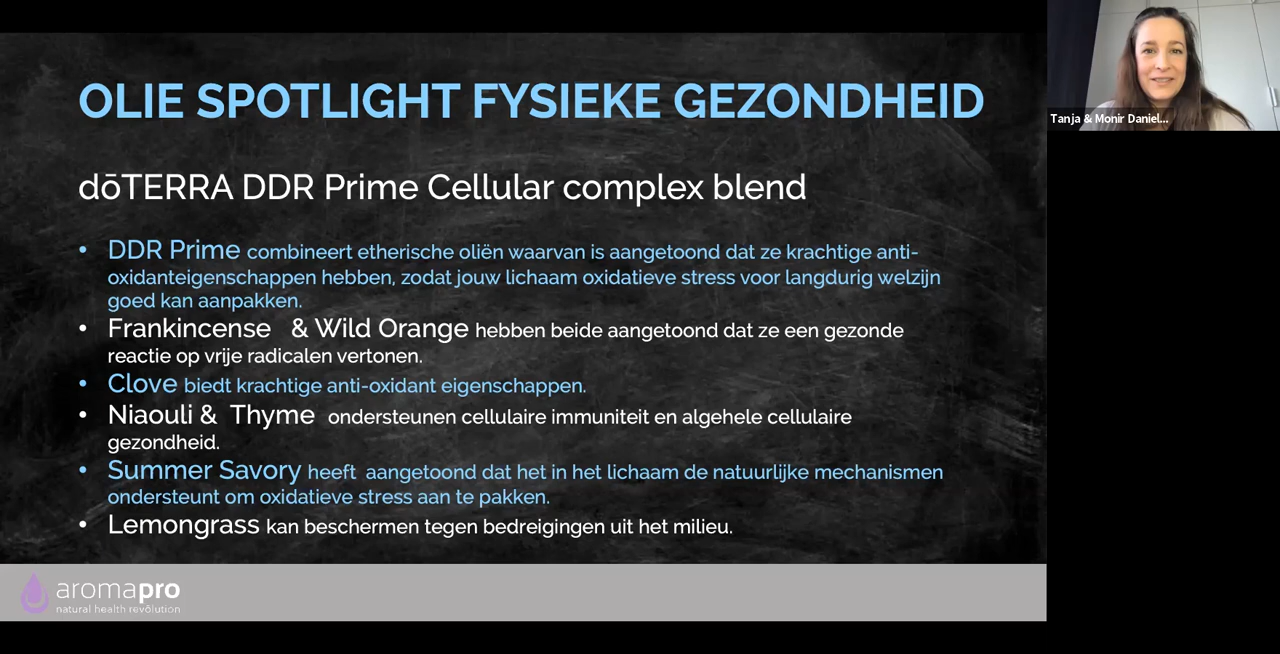 OLIE SPOTLIGHT FYSIEKE GEZONDHEID
dōTERRA DDR Prime Cellular complex blend
• DDR Prime combineert etherische oliën waarvan is aangetoond dat ze krachtige anti-
oxidanteigenschappen hebben, zodat jouw lichaam oxidatieve stress voor langdurig welzijn
goed kan aanpakken.
• Frankincense & Wild Orange hebben beide aangetoond dat ze een gezonde
reactie op vrije radicalen vertonen.
• Clove biedt krachtige anti-oxidant eigenschappen.
• Niaouli & Thyme ondersteunen cellulaire immuniteit en algehele cellulaire
gezondheid.
• Summer Savory heeft aangetoond dat het in het lichaam de natuurlijke mechanismen
ondersteunt om oxidatieve stress aan te pakken.
• Lemongrass kan beschermen tegen bedreigingen uit het milieu.
aromapro
natural health revōlution
Tanja & Monir Daniel...